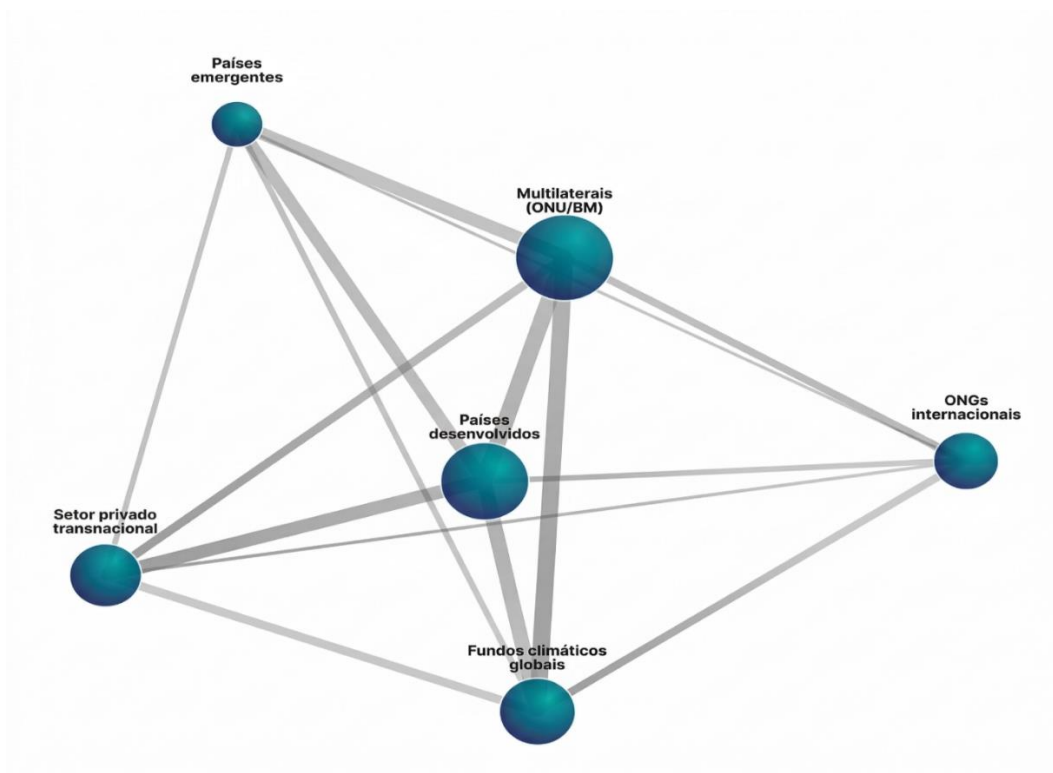 Países
emergentes
Multilaterais
(ONU/BM)
ONGs
internacionais
Países
desenvolvidos
Setor privado
transnacional
Fundos climáticos
globais